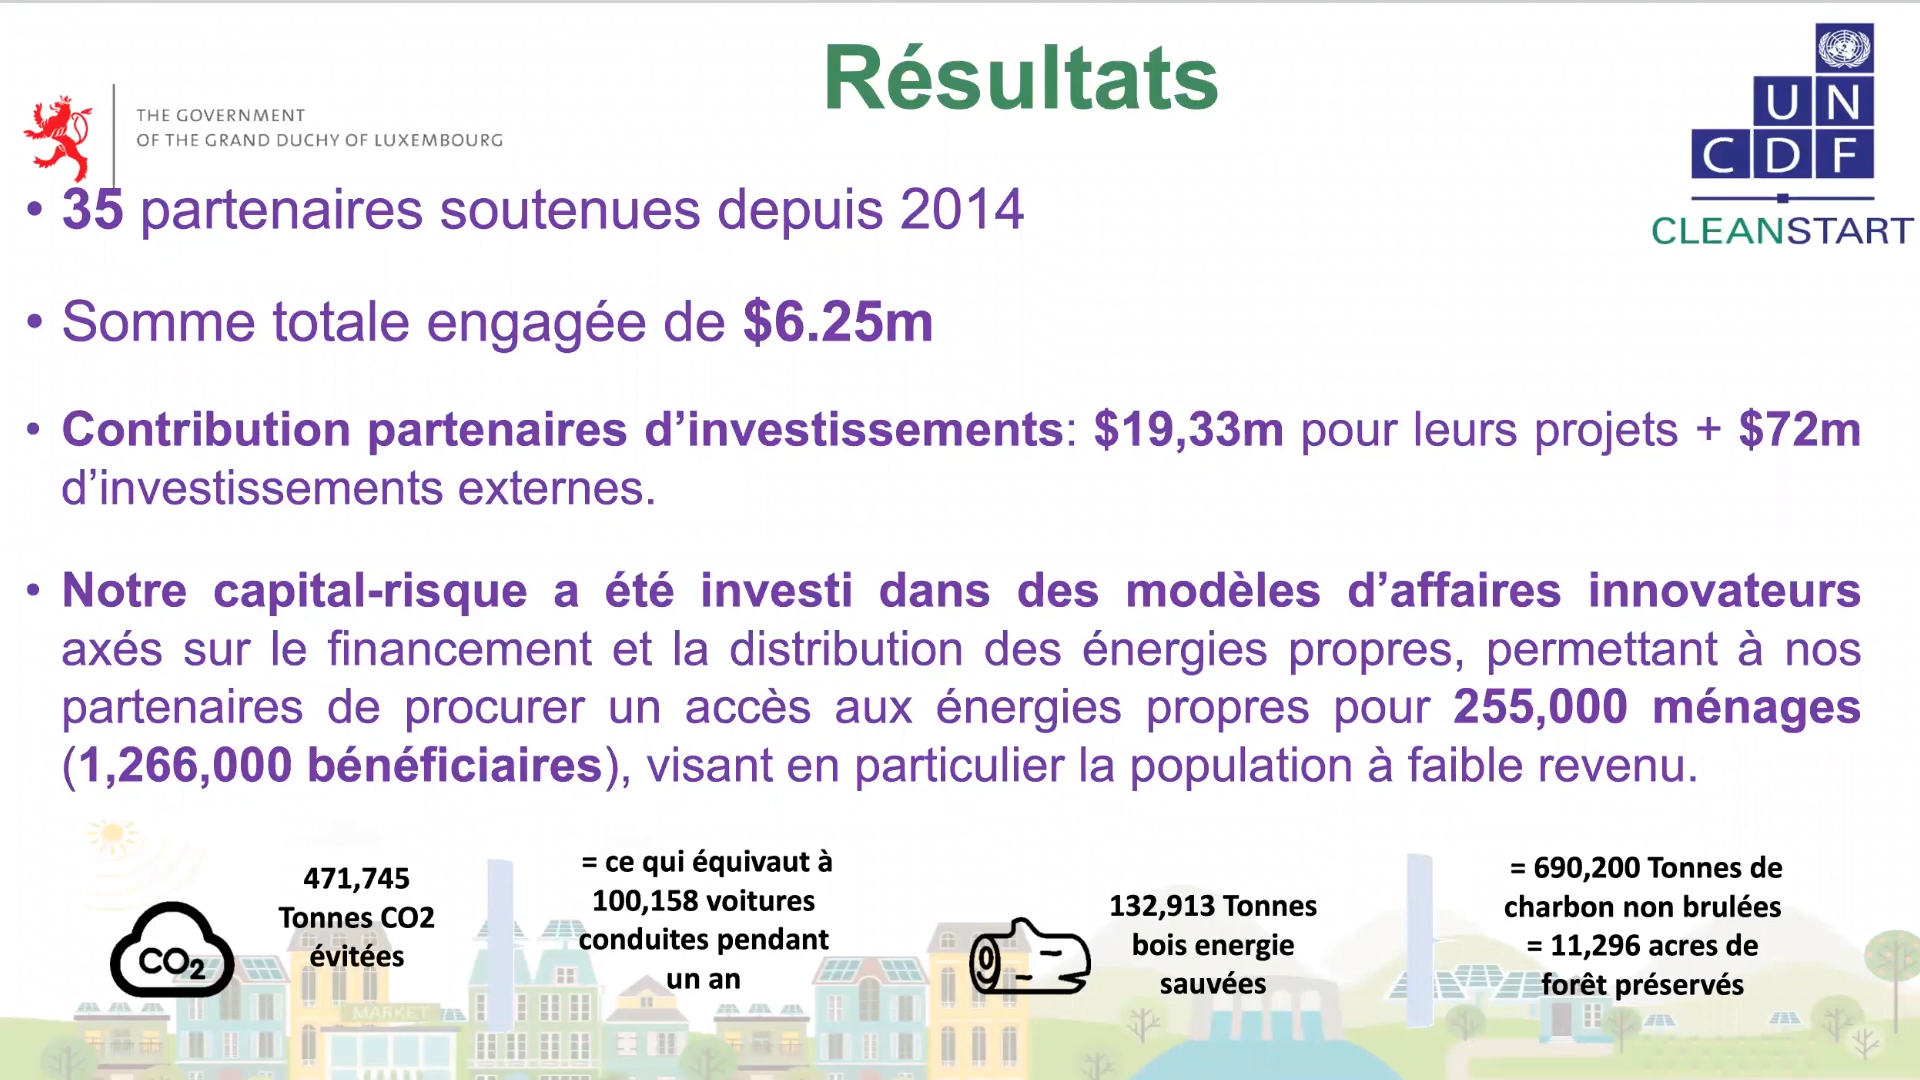 Résultats
THE GOVERNMENT
OF THE GRAND DUCHY OF LUXEMBOURG
U N
C D F
CLEANSTART
• 35 partenaires soutenues depuis 2014
• Somme totale engagée de $6.25m
• Contribution partenaires d’investissements: $19,33m pour leurs projets + $72m
d’investissements externes.
• Notre capital-risque a été investi dans des modèles d’affaires innovateurs
axés sur le financement et la distribution des énergies propres, permettant à nos
partenaires de procurer un accès aux énergies propres pour 255,000 ménages
(1,266,000 bénéficiaires), visant en particulier la population à faible revenu.
CO2
471,745
Tonnes CO2
évitées
= ce qui équivaut à
100,158 voitures
conduites pendant
un an
132,913 Tonnes
bois energie
sauvées
= 690,200 Tonnes de
charbon non brulées
= 11,296 acres de
forêt préservés
MARKET